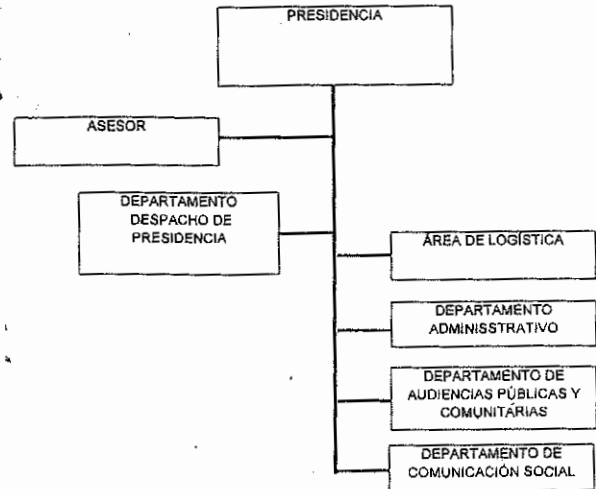 PRESIDENCIA
ASESOR
DEPARTAMENTO
DESPACHO DE
PRESIDENCIA
ÁREA DE LOGÍSTICA
DEPARTAMENTO
ADMINISSTRATIVO
DEPARTAMENTO DE
AUDIENCIAS PÚBLICAS Y
COMUNITÁRIAS
DEPARTAMENTO DE
COMUNICACIÓN SOCIAL